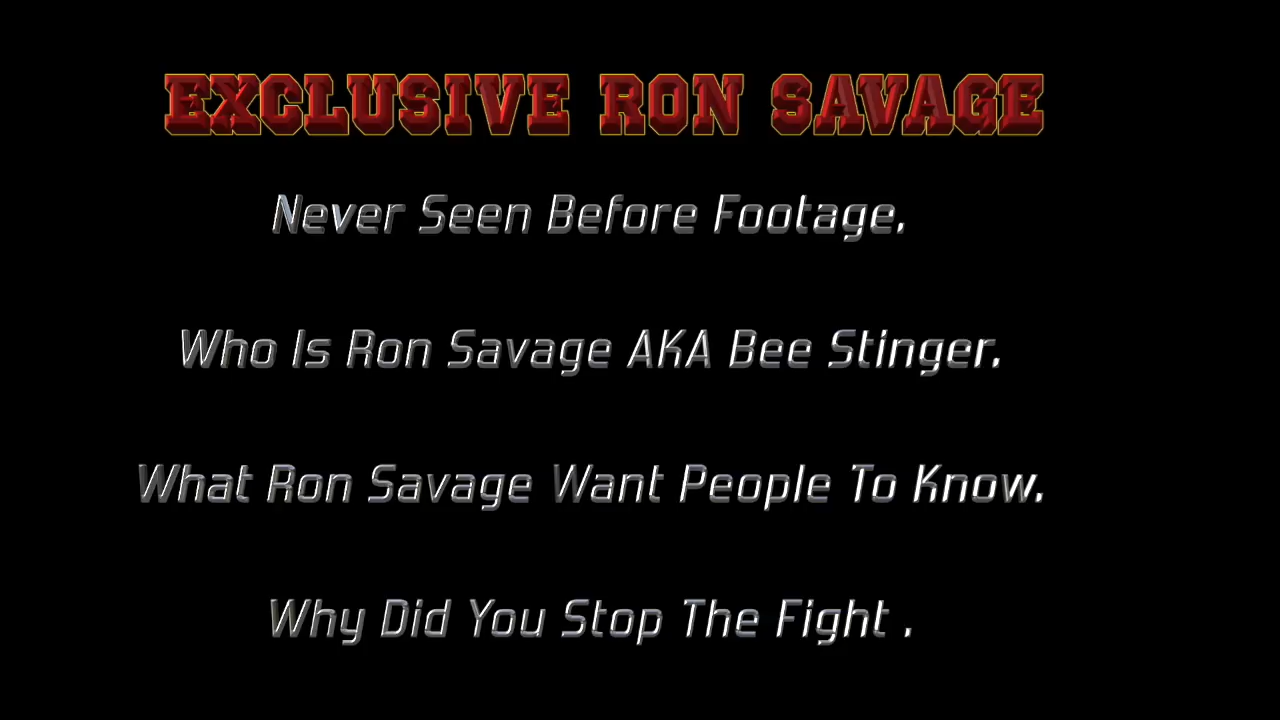 EXCLUSIVE RON SAVAGE
Never Seen Before Footage.
Who Is Ron Savage AKA Bee Stinger.
What Ron Savage Want People To Know.
Why Did You Stop The Fight .